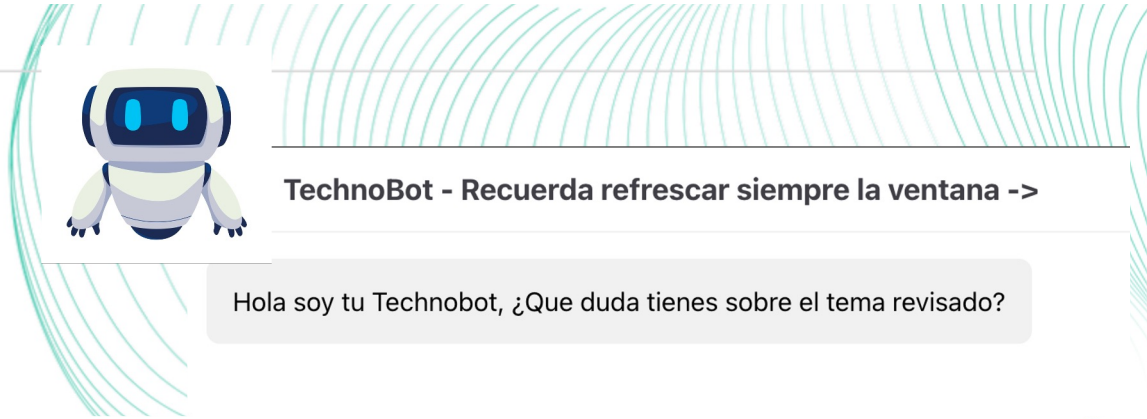 TechnoBot - Recuerda refrescar siempre la ventana ->
Hola soy tu Technobot, ¿Que duda tienes sobre el tema revisado?